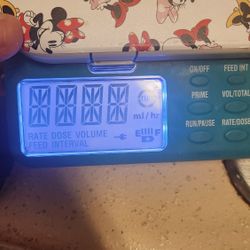 ON/OFF FEED INT
PRIME VOL/TOTAL
ml/hr
RUN/PAUSE RATE/DOSE
RATE DOSE VOLUME
FEED INTERVAL E F